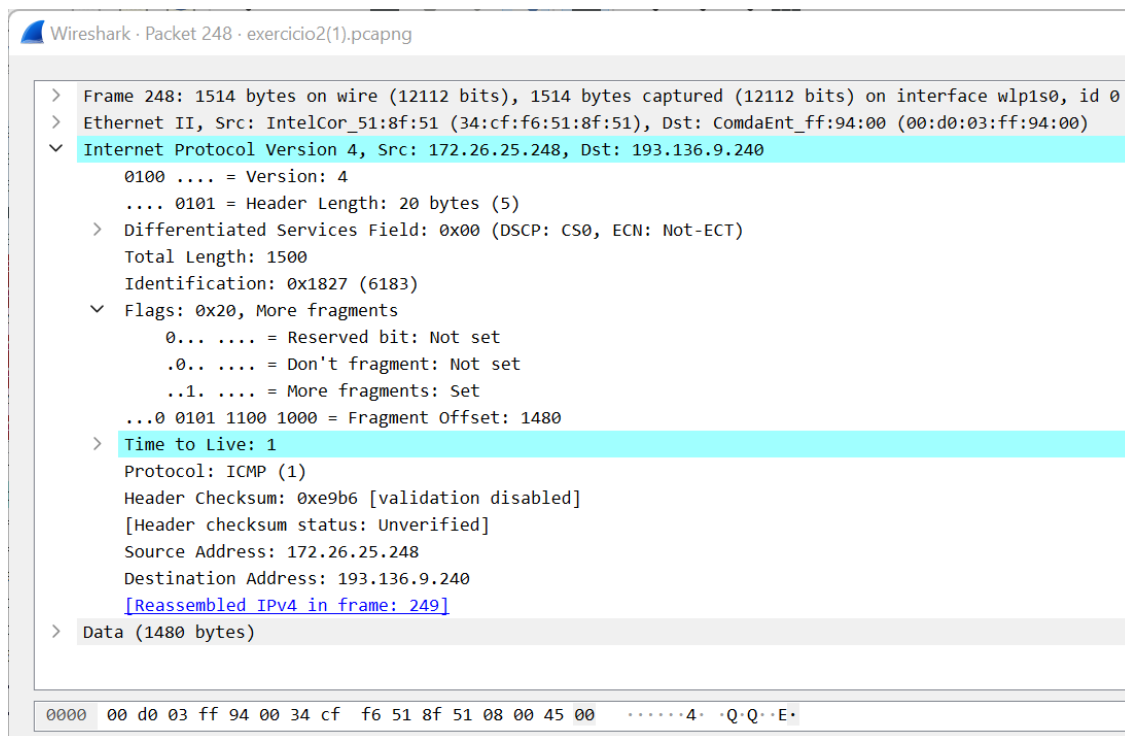 Wireshark · Packet 248 · exercicio2(1).pcapng
> Frame 248: 1514 bytes on wire (12112 bits), 1514 bytes captured (12112 bits) on interface wlp1s0, id 0
> Ethernet II, Src: IntelCor_51:8f:51 (34:cf:f6:51:8f:51), Dst: ComdaEnt_ff:94:00 (00:d0:03:ff:94:00)
Internet Protocol Version 4, Src: 172.26.25.248, Dst: 193.136.9.240
0100 .... = Version: 4
.... 0101 = Header Length: 20 bytes (5)
> Differentiated Services Field: 0x00 (DSCP: CS0, ECN: Not-ECT)
Total Length: 1500
Identification: 0x1827 (6183)
Flags: 0x20, More fragments
0... .... = Reserved bit: Not set
.0.. .... = Don't fragment: Not set
..1. .... = More fragments: Set
...0 0101 1100 1000 = Fragment Offset: 1480
> Time to Live: 1
Protocol: ICMP (1)
Header Checksum: 0xe9b6 [validation disabled]
[Header checksum status: Unverified]
Source Address: 172.26.25.248
Destination Address: 193.136.9.240
[Reassembled IPv4 in frame: 249]
> Data (1480 bytes)
0000 00 d0 03 ff 94 00 34 cf f6 51 8f 51 08 00 45 00 ······4· ·Q·Q··E·